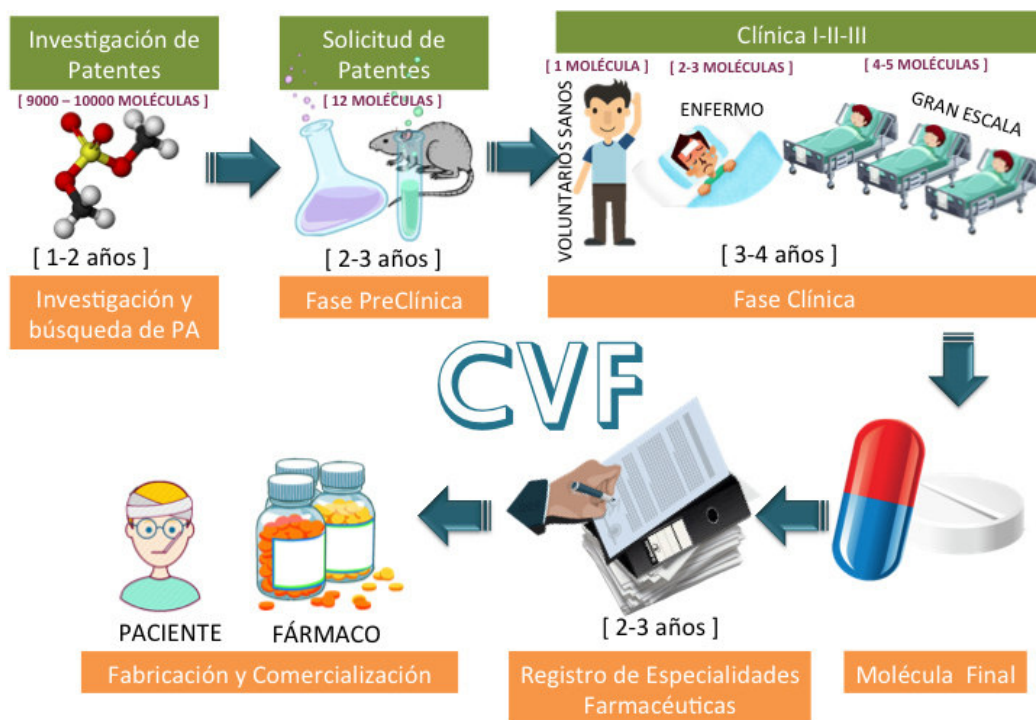 Investigación de
Patentes
[ 9000 – 10000 MOLÉCULAS ]
[ 1-2 años ]
Investigación y
búsqueda de PA
Solicitud de
Patentes
[ 12 MOLÉCULAS ]
[ 2-3 años ]
Fase PreClínica
Clínica I-II-III
[ 1 MOLÉCULA ]
[ 2-3 MOLÉCULAS ]
[ 4-5 MOLÉCULAS ]
VOLUNTARIOS SANOS
ENFERMO
GRAN ESCALA
[ 3-4 años ]
Fase Clínica
CVF
Molécula Final
[ 2-3 años ]
Registro de Especialidades
Farmacéuticas
PACIENTE
FÁRMACO
Fabricación y Comercialización